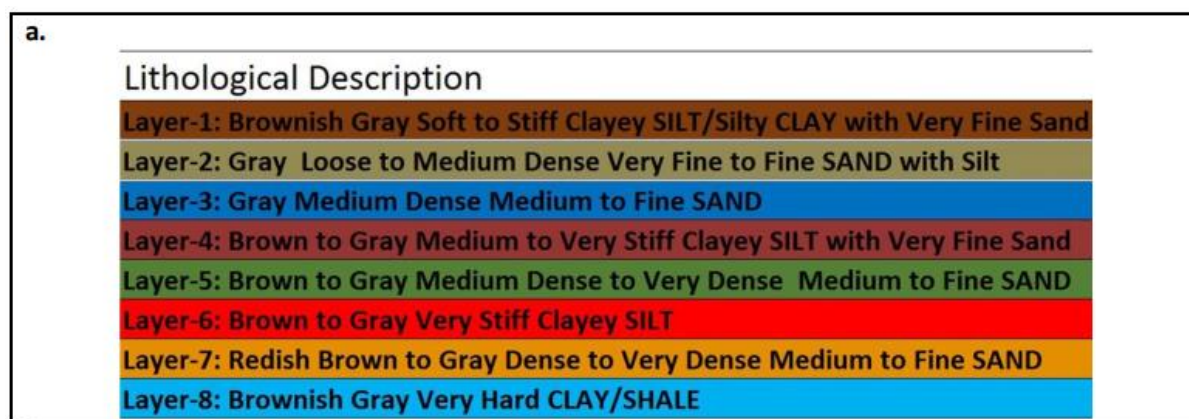 a.
Lithological Description
Layer-1: Brownish Gray Soft to Stiff Clayey SILT/Silty CLAY with Very Fine Sand
Layer-2: Gray  Loose to Medium Dense Very Fine to Fine SAND with Silt
Layer-3: Gray Medium Dense Medium to Fine SAND
Layer-4: Brown to Gray Medium to Very Stiff Clayey SILT with Very Fine Sand
Layer-5: Brown to Gray Medium Dense to Very Dense  Medium to Fine SAND
Layer-6: Brown to Gray Very Stiff Clayey SILT
Layer-7: Redish Brown to Gray Dense to Very Dense Medium to Fine SAND
Layer-8: Brownish Gray Very Hard CLAY/SHALE